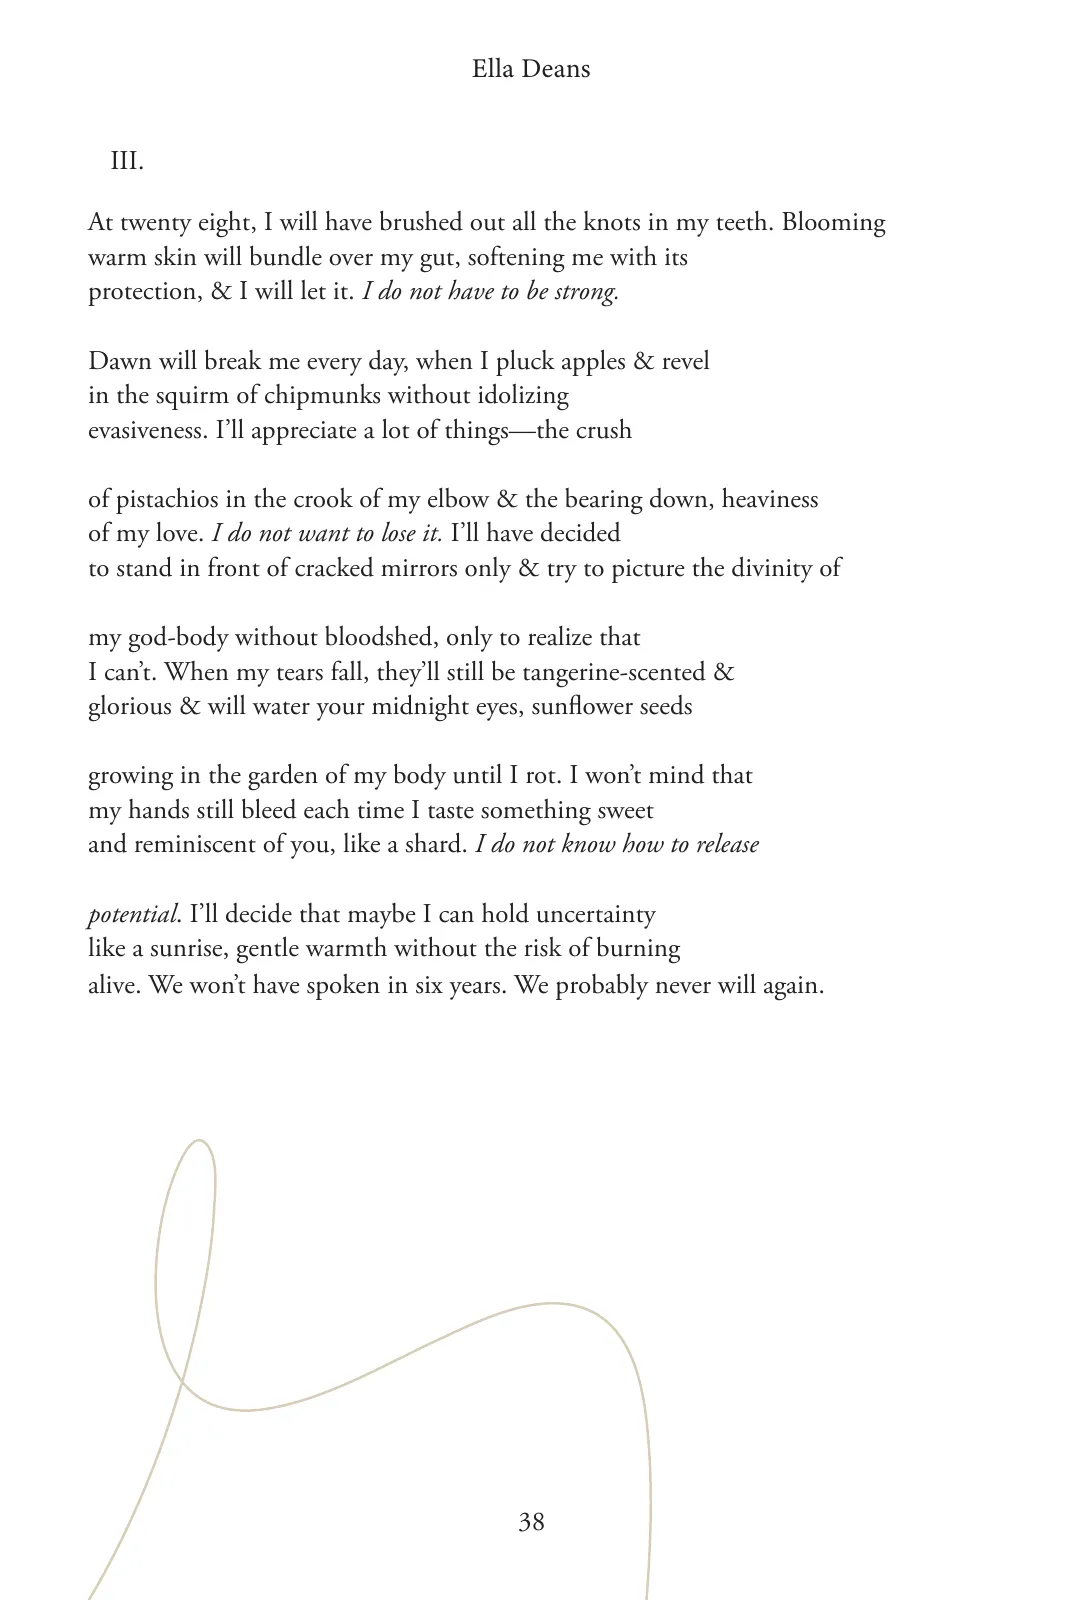 Ella Deans
III.
At twenty eight, I will have brushed out all the knots in my teeth. Blooming
warm skin will bundle over my gut, softening me with its
protection, & I will let it. I do not have to be strong.
Dawn will break me every day, when I pluck apples & revel
in the squirm of chipmunks without idolizing
evasiveness. I’ll appreciate a lot of things—the crush
of pistachios in the crook of my elbow & the bearing down, heaviness
of my love. I do not want to lose it. I’ll have decided
to stand in front of cracked mirrors only & try to picture the divinity of
my god-body without bloodshed, only to realize that
I can’t. When my tears fall, they’ll still be tangerine-scented &
glorious & will water your midnight eyes, sunflower seeds
growing in the garden of my body until I rot. I won’t mind that
my hands still bleed each time I taste something sweet
and reminiscent of you, like a shard. I do not know how to release
potential. I’ll decide that maybe I can hold uncertainty
like a sunrise, gentle warmth without the risk of burning
alive. We won’t have spoken in six years. We probably never will again.
38